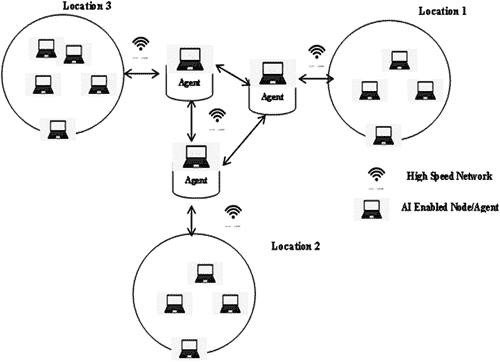 Location 3
Location 1
Agent
Agent
Agent
High Speed Network
AI Enabled Node/Agent
Location 2